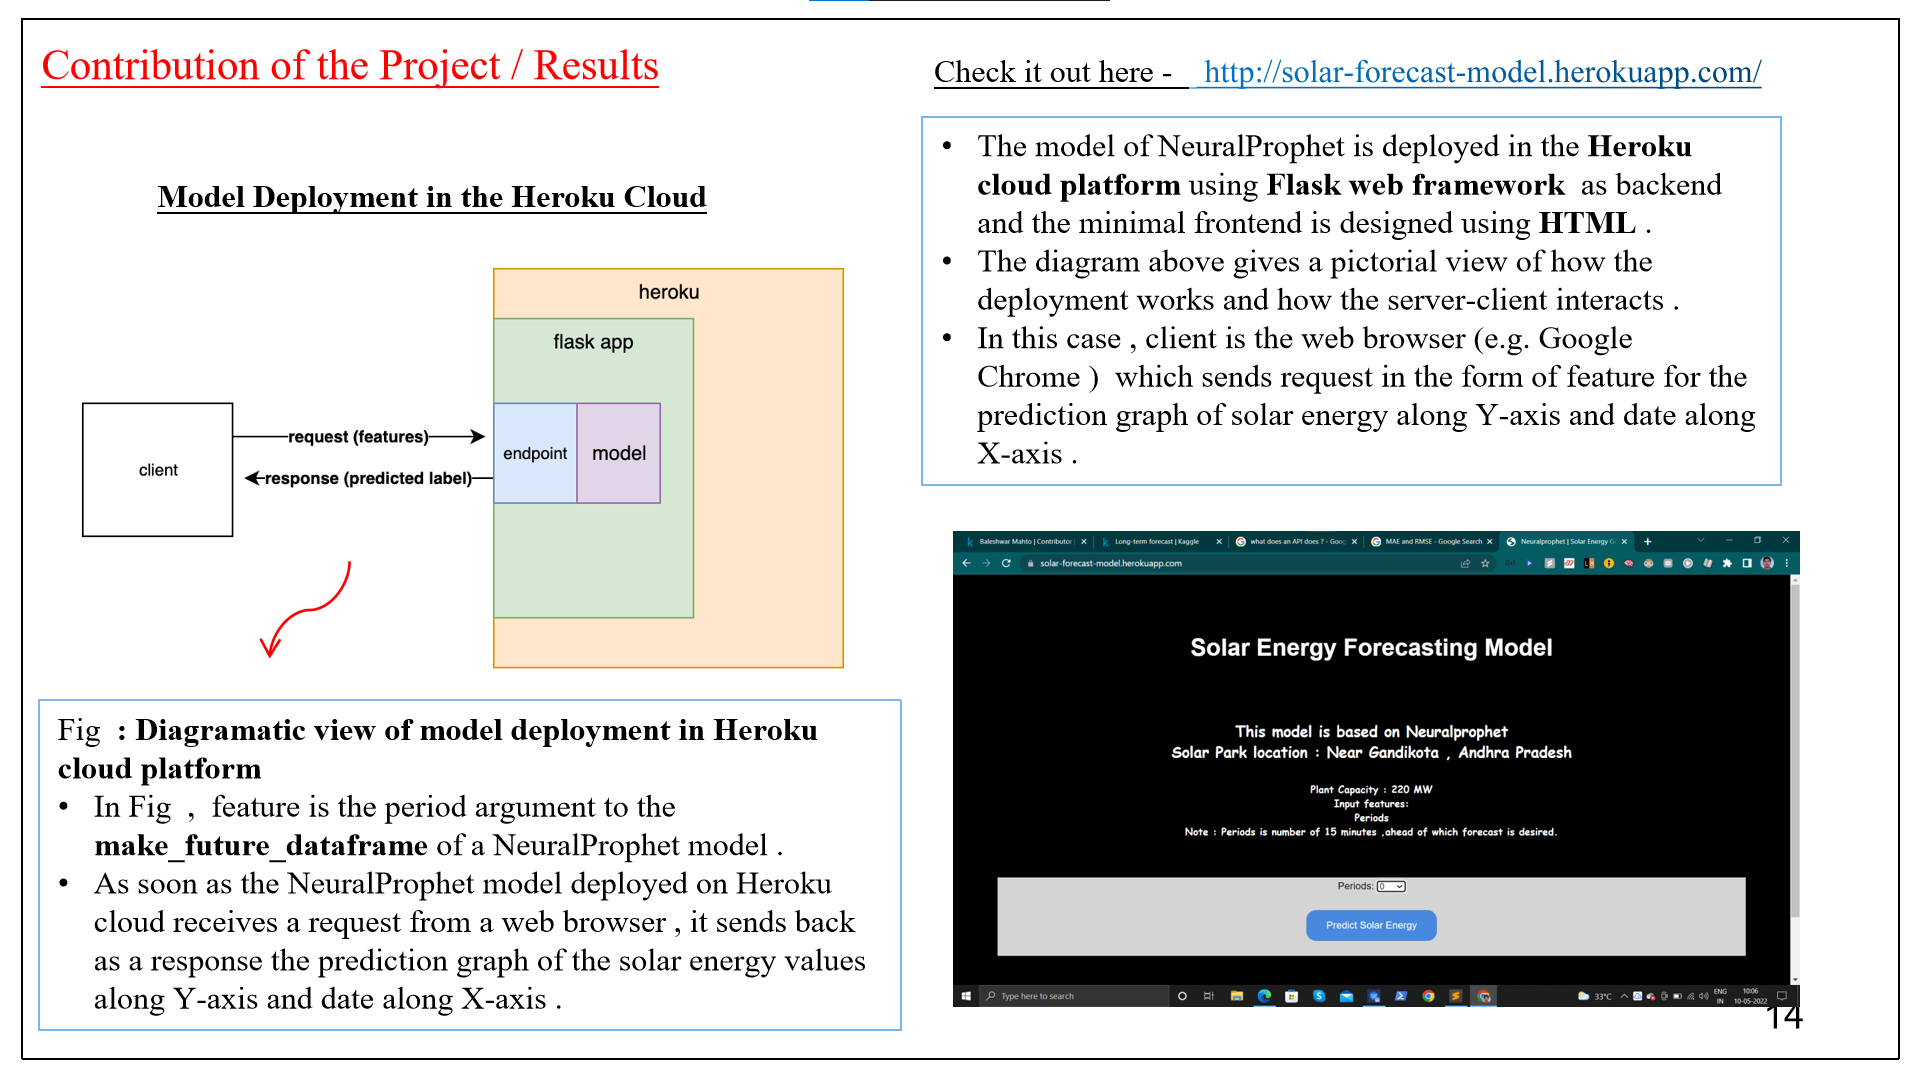 Contribution of the Project / Results
Check it out here -    http://solar-forecast-model.herokuapp.com/
Model Deployment in the Heroku Cloud
heroku
flask app
client
request (features)
response (predicted label)
endpoint
model
Fig  : Diagramatic view of model deployment in Heroku
cloud platform
• In Fig  ,  feature is the period argument to the
make_future_dataframe of a NeuralProphet model .
• As soon as the NeuralProphet model deployed on Heroku
cloud receives a request from a web browser , it sends back
as a response the prediction graph of the solar energy values
along Y-axis and date along X-axis .
• The model of NeuralProphet is deployed in the Heroku
cloud platform using Flask web framework  as backend
and the minimal frontend is designed using HTML .
• The diagram above gives a pictorial view of how the
deployment works and how the server-client interacts .
• In this case , client is the web browser (e.g. Google
Chrome )  which sends request in the form of feature for the
prediction graph of solar energy along Y-axis and date along
X-axis .
Baleshwar Mahto | Contributor
Long-term forecast | Kaggle
what does an API does ? - Goo
MAE and RMSE - Google Search
Neuralprophet | Solar Energy
solar-forecast-model.herokuapp.com
Solar Energy Forecasting Model
This model is based on Neuralprophet
Solar Park location : Near Gandikota , Andhra Pradesh
Plant Capacity : 220 MW
Input features:
Periods
Note : Periods is number of 15 minutes ,ahead of which forecast is desired.
Periods: 0
Predict Solar Energy
Type here to search
33°C
ENG
IN
10:06
10-05-2022
14